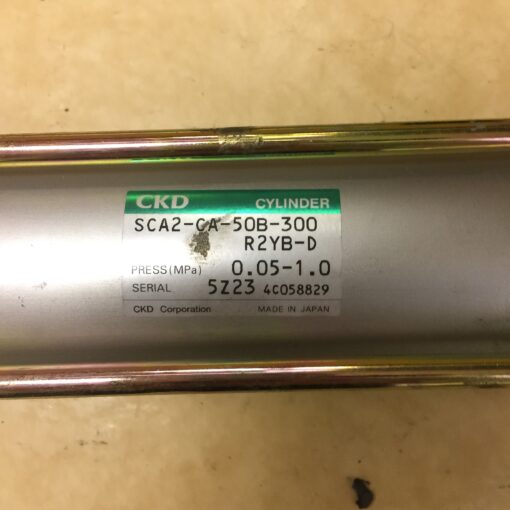 CKD CYLINDER
SCA2-CA-50B-300
R2YB-D
PRESS(MPa) 0.05-1.0
SERIAL 5Z23 4C058829
CKD Corporation MADE IN JAPAN